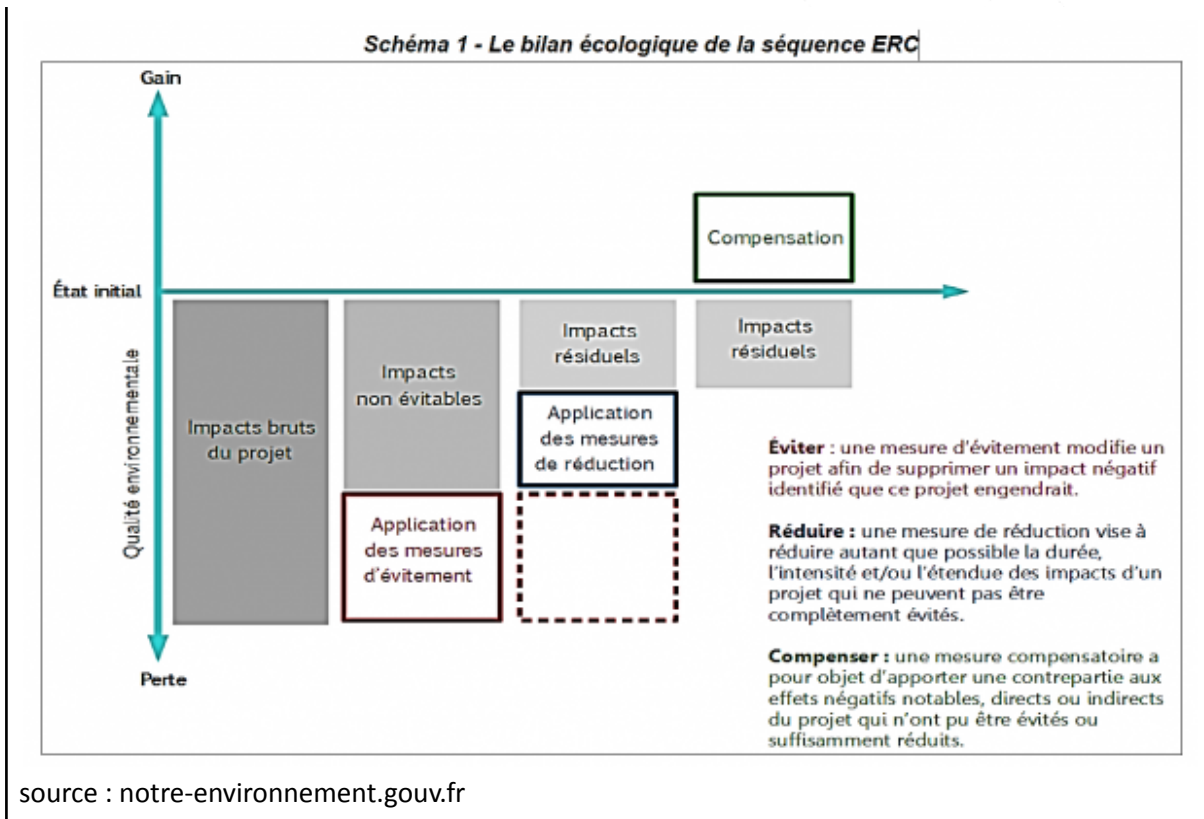 Schéma 1 - Le bilan écologique de la séquence ERC
Gain
Compensation
État initial
Qualité environnementale
Impacts bruts
du projet
Impacts
non évitables
Application
des mesures
d'évitement
Impacts
résiduels
Application
des mesures
de réduction
Impacts
résiduels
Perte
Éviter : une mesure d'évitement modifie un
projet afin de supprimer un impact négatif
identifié que ce projet engendrait.
Réduire : une mesure de réduction vise à
réduire autant que possible la durée,
l'intensité et/ou l'étendue des impacts d'un
projet qui ne peuvent pas être
complètement évités.
Compenser : une mesure compensatoire a
pour objet d'apporter une contrepartie aux
effets négatifs notables, directs ou indirects
du projet qui n'ont pu être évités ou
suffisamment réduits.
source : notre-environnement.gouv.fr